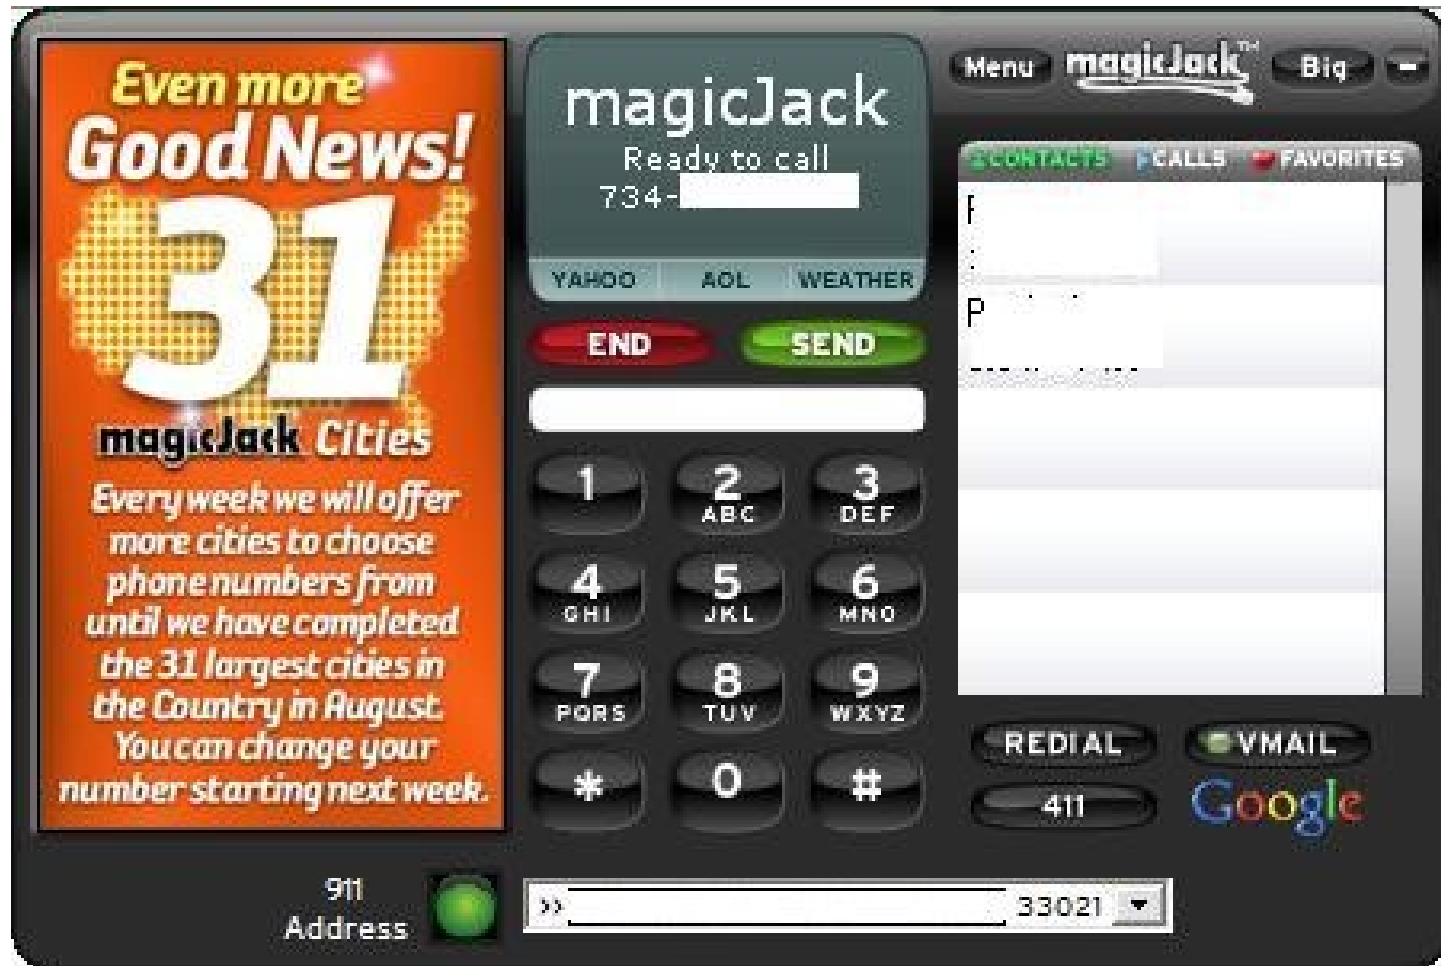 Even more
Good News!
31
magicJack Cities
Every week we will offer
more cities to choose
phone numbers from
until we have completed
the 31 largest cities in
the Country in August.
You can change your
number starting next week.
magicJack
Ready to call
734-
YAHOO AOL WEATHER
END SEND
1
2 ABC
3 DEF
4 GHI
5 JKL
6 MNO
7 PQRS
8 TUV
9 WXYZ
*
0
#
Menu magicJack™ Big -
CONTACTS CALLS FAVORITES
P
REDIAL VMAIL
411 Google
911
Address
>> 33021